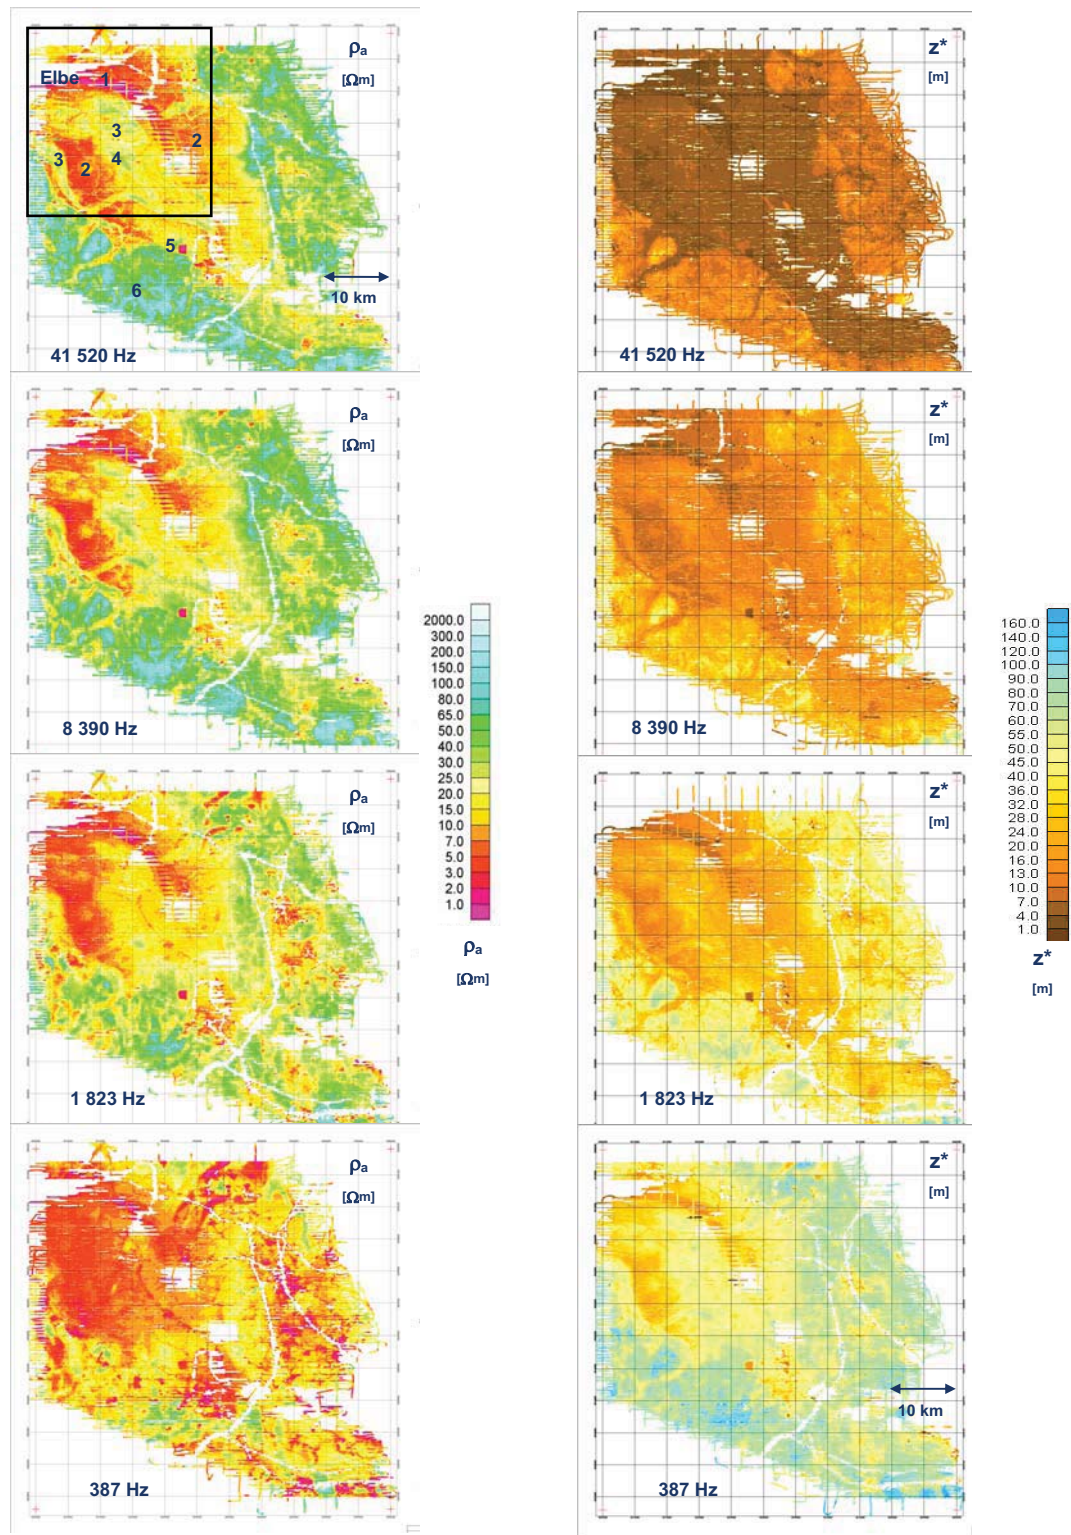 ρa
[Ωm]
Elbe 1
3
2
3
2
4
5
6
10 km
41 520 Hz
z*
[m]
41 520 Hz
ρa
[Ωm]
8 390 Hz
z*
[m]
8 390 Hz
2000.0
300.0
200.0
150.0
100.0
80.0
65.0
50.0
40.0
30.0
25.0
20.0
15.0
10.0
7.0
5.0
3.0
2.0
1.0
ρa
[Ωm]
160.0
140.0
120.0
100.0
90.0
80.0
70.0
60.0
55.0
50.0
45.0
40.0
36.0
32.0
28.0
24.0
20.0
16.0
13.0
10.0
7.0
4.0
1.0
z*
[m]
ρa
[Ωm]
1 823 Hz
z*
[m]
1 823 Hz
ρa
[Ωm]
387 Hz
z*
[m]
10 km
387 Hz